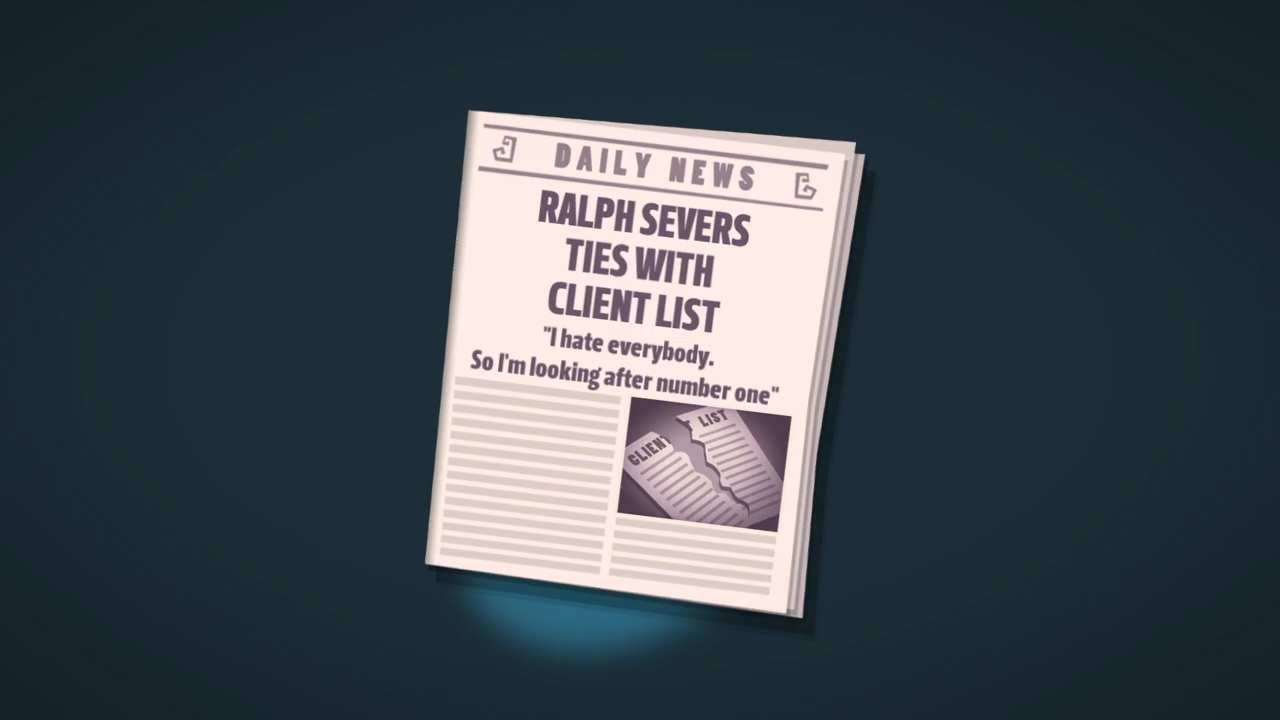 DAILY NEWS
RALPH SEVERS
TIES WITH
CLIENT LIST
"I hate everybody.
So I'm looking after number one"
CLIENT LIST